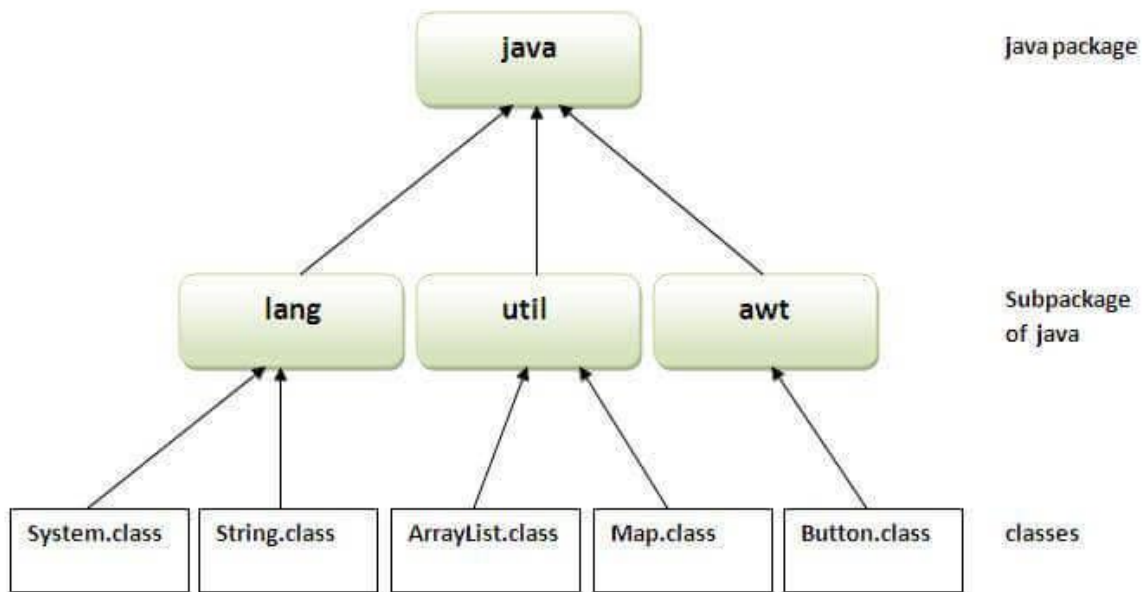 java
java package
lang
util
awt
Subpackage
of java
System.class
String.class
ArrayList.class
Map.class
Button.class
classes